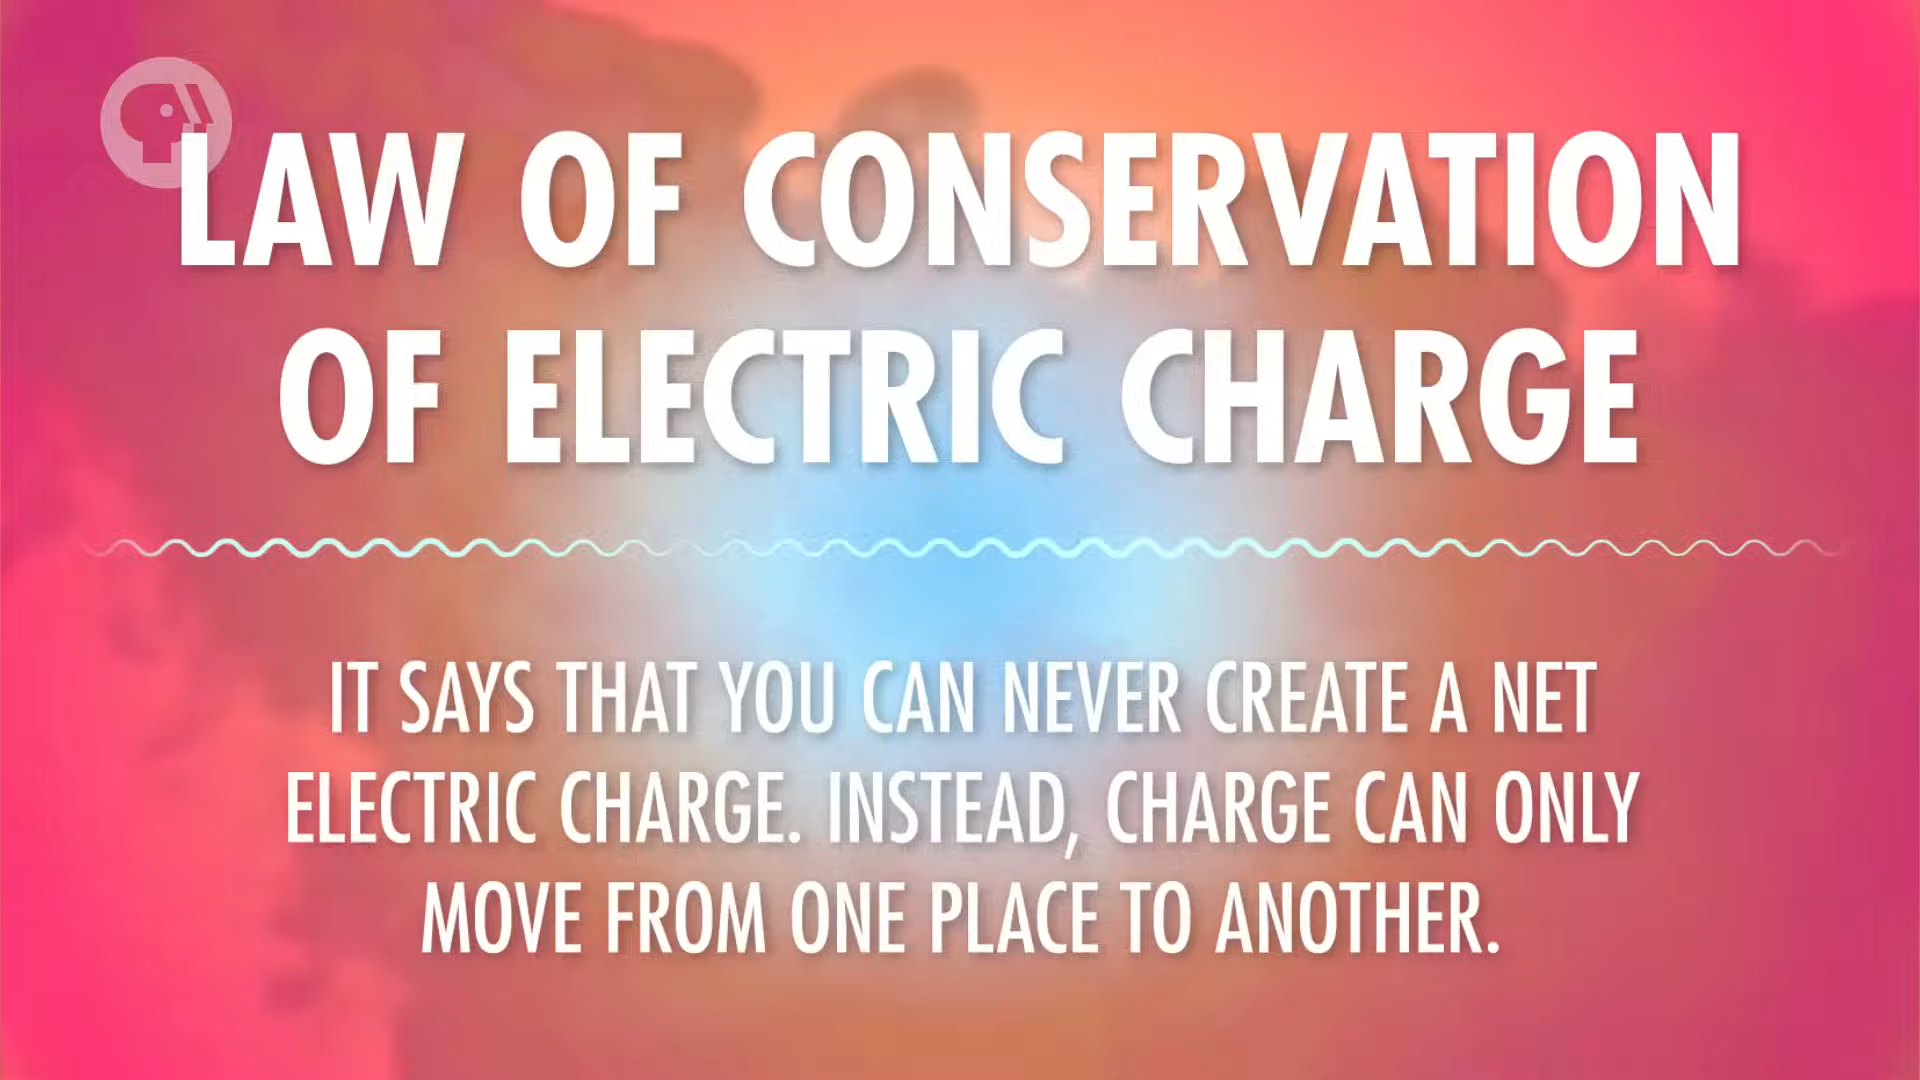 LAW OF CONSERVATION
OF ELECTRIC CHARGE
IT SAYS THAT YOU CAN NEVER CREATE A NET
ELECTRIC CHARGE. INSTEAD, CHARGE CAN ONLY
MOVE FROM ONE PLACE TO ANOTHER.